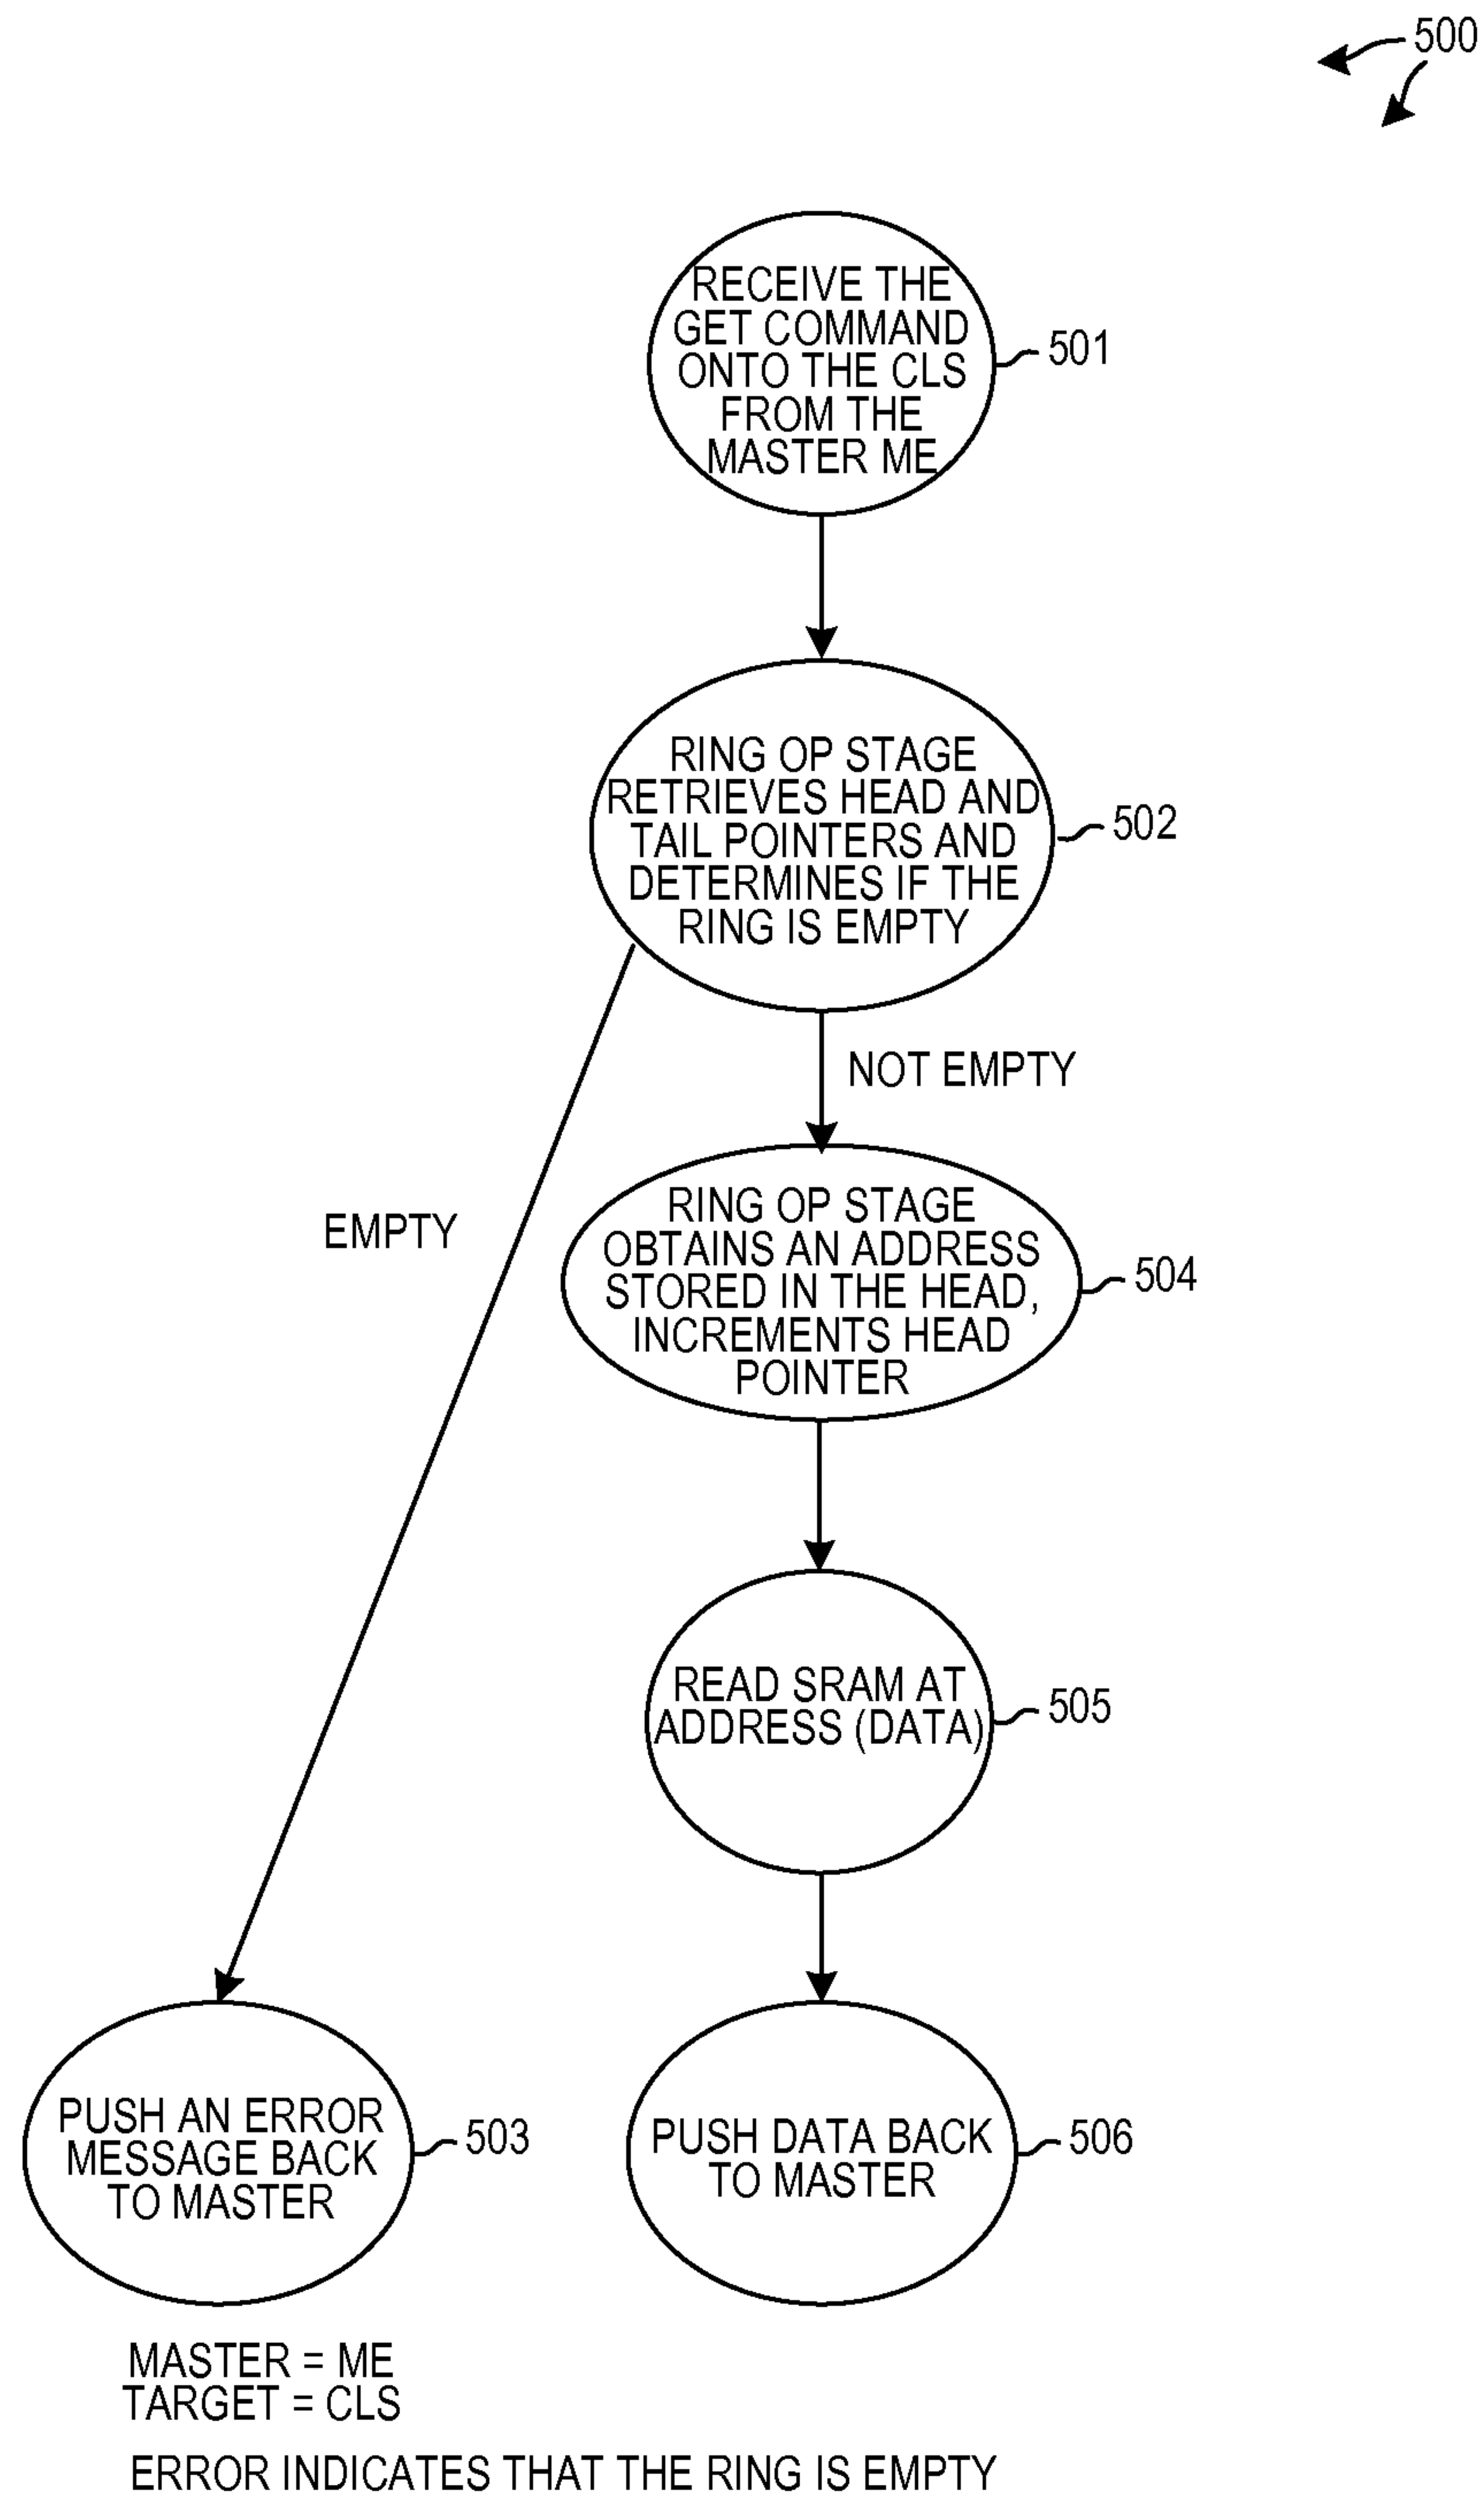 500
RECEIVE THE
GET COMMAND
ONTO THE CLS
FROM THE
MASTER ME
501
RING OP STAGE
RETRIEVES HEAD AND
TAIL POINTERS AND
DETERMINES IF THE
RING IS EMPTY
502
NOT EMPTY
EMPTY
RING OP STAGE
OBTAINS AN ADDRESS
STORED IN THE HEAD,
INCREMENTS HEAD
POINTER
504
READ SRAM AT
ADDRESS (DATA)
505
PUSH AN ERROR
MESSAGE BACK
TO MASTER
503
PUSH DATA BACK
TO MASTER
506
MASTER = ME
TARGET = CLS
ERROR INDICATES THAT THE RING IS EMPTY